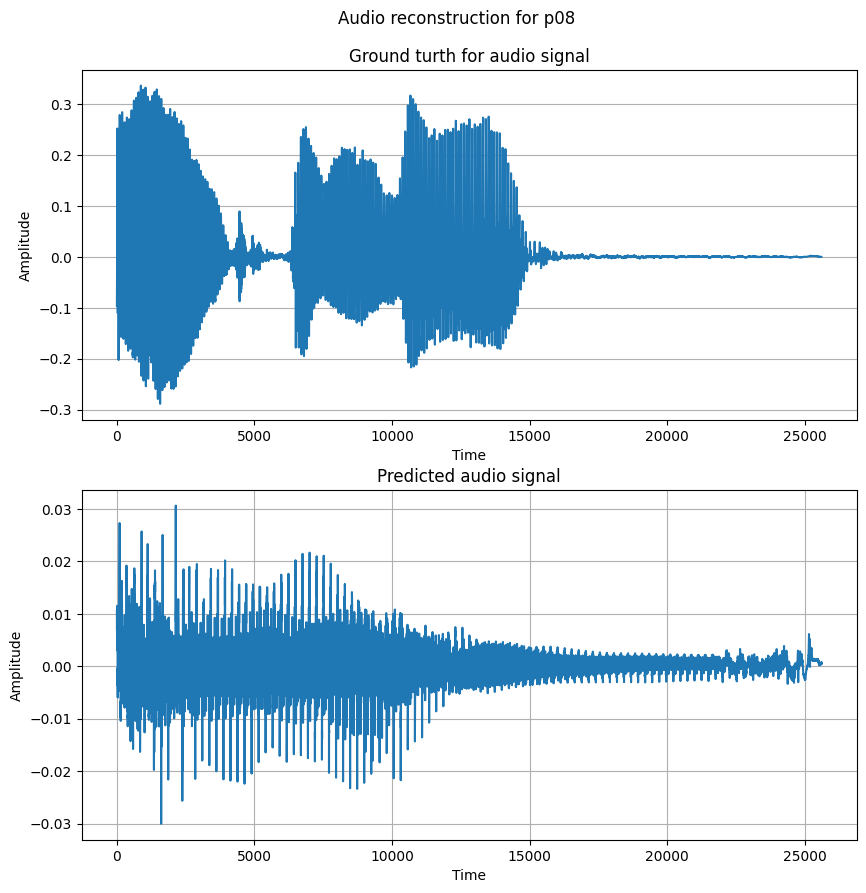 Audio reconstruction for p08
Ground turth for audio signal
0.3
0.2
0.1
0.0
−0.1
−0.2
−0.3
Amplitude
0 5000 10000 15000 20000 25000
Time
Predicted audio signal
0.03
0.02
0.01
0.00
−0.01
−0.02
−0.03
Amplitude
0 5000 10000 15000 20000 25000
Time